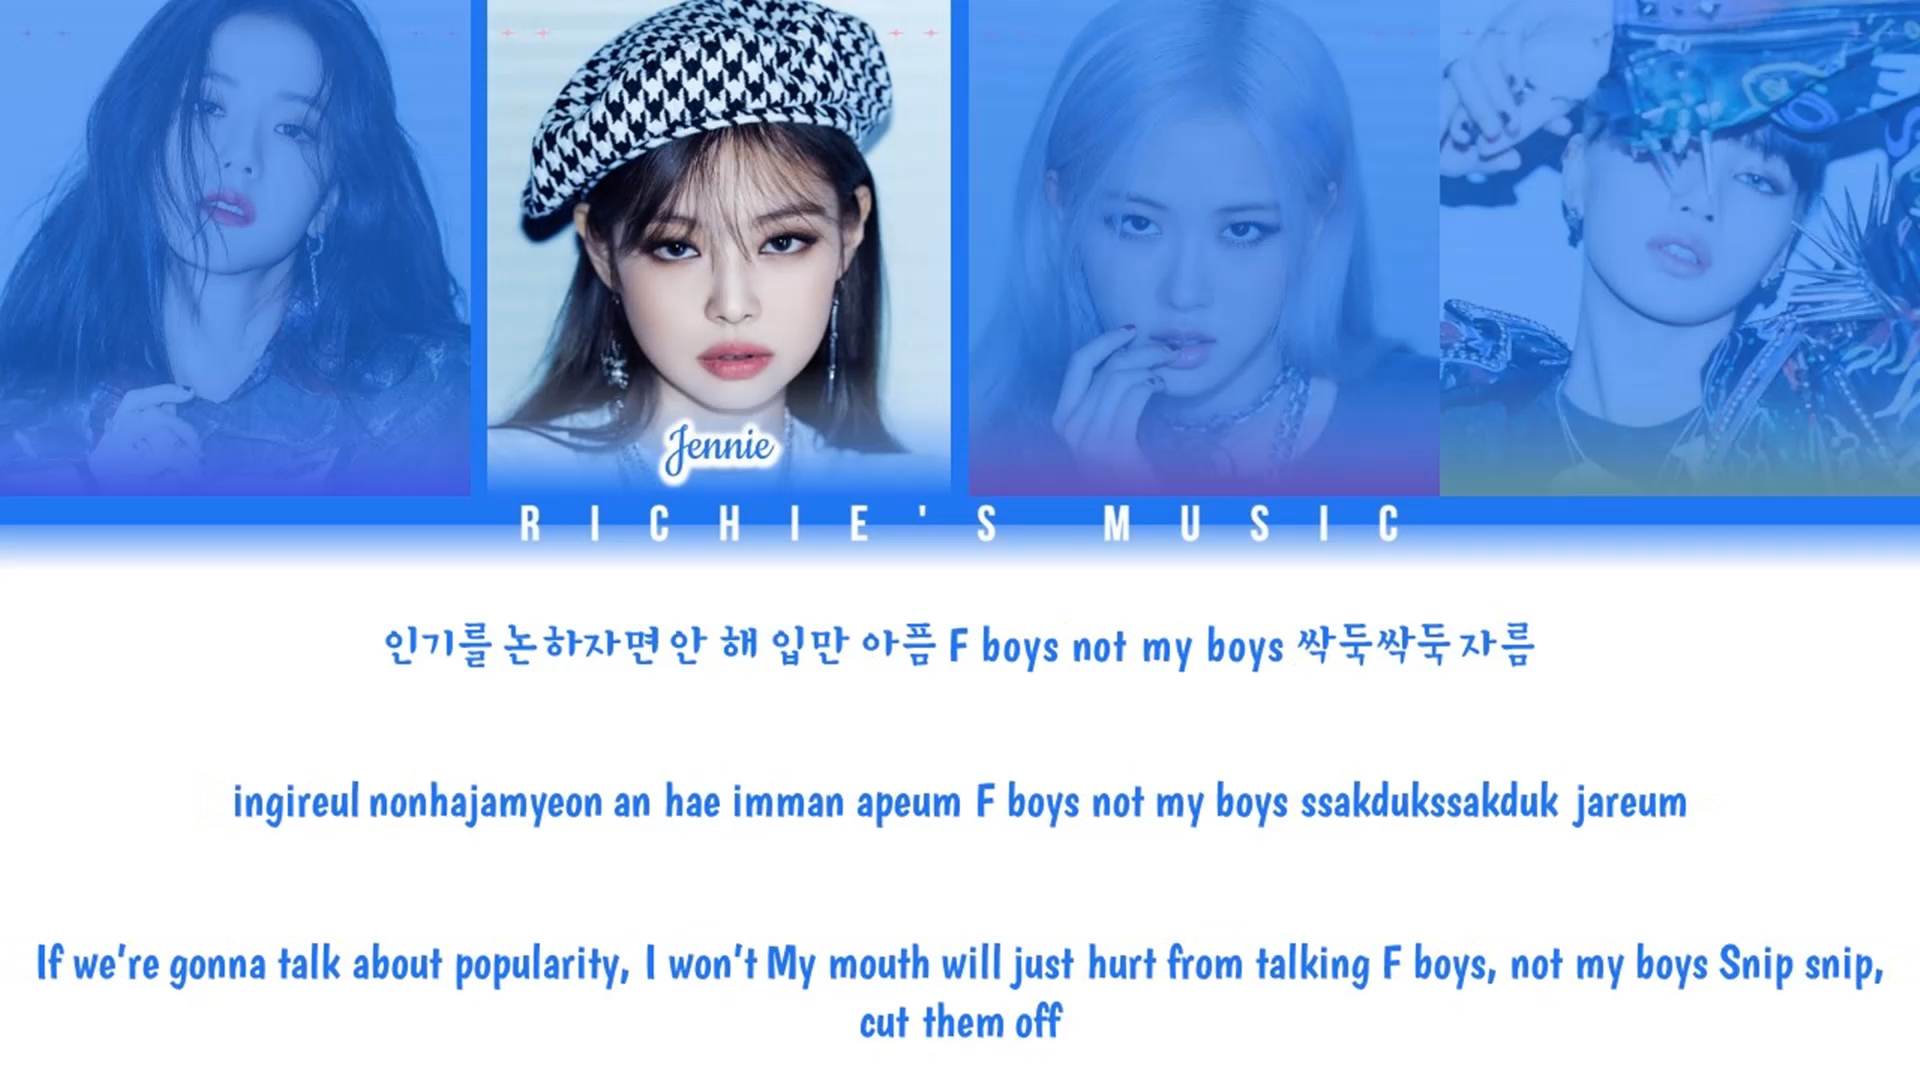 Jennie
RICHIE'S MUSIC
인기를 논하자면 안 해 입만 아픔 F boys not my boys 싹둑싹둑 자름
ingireul nonhajamyeon an hae imman apeum F boys not my boys ssakdukssakduk jareum
If we're gonna talk about popularity, I won't My mouth will just hurt from talking F boys, not my boys Snip snip,
cut them off